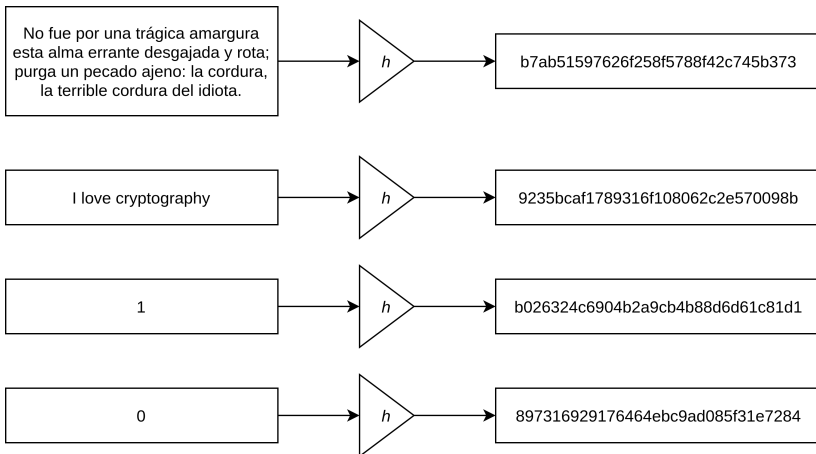 No fue por una trágica amargura
esta alma errante desgajada y rota;
purga un pecado ajeno: la cordura,
la terrible cordura del idiota.
h
b7ab51597626f258f5788f42c745b373
I love cryptography
h
9235bcaf1789316f108062c2e570098b
1
h
b026324c6904b2a9cb4b88d6d61c81d1
0
h
897316929176464ebc9ad085f31e7284